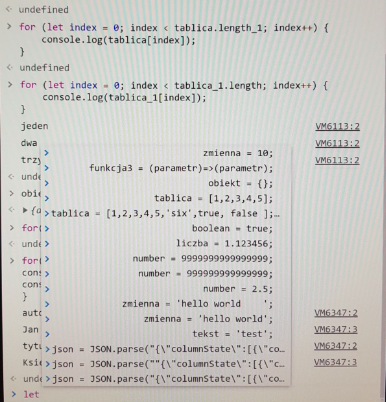 undefined
for (let index = 0; index < tablica.length_1; index++) {
console.log(tablica[index]);
}
undefined
for (let index = 0; index < tablica_1.length; index++) {
console.log(tablica_1[index]);
}
jeden
dwa VM6113:2
trzy VM6113:2
VM6113:2
unde
zmienna = 10;
funkcja3 = (parametr)=>(parametr);
obie
obiekt = {};
{a
tablica = [1,2,3,4,5];
tablica = [1,2,3,4,5,'six',true, false ];…
for(
boolean = true;
unde
liczba = 1.123456;
for(
number = 9999999999999999;
cons
number = 999999999999999;
cons
number = 2.5;
}
zmienna = 'hello world    ';
auto VM6347:2
zmienna = 'hello world';
Jan VM6347:3
tekst = 'test';
tytu VM6347:2
json = JSON.parse("{\"columnState\":[{\"co…
Ksie VM6347:3
json = JSON.parse(""{\"columnState\":[{\"c…
unde
json = JSON.parse("{\"columnState\":[{\"co…
let